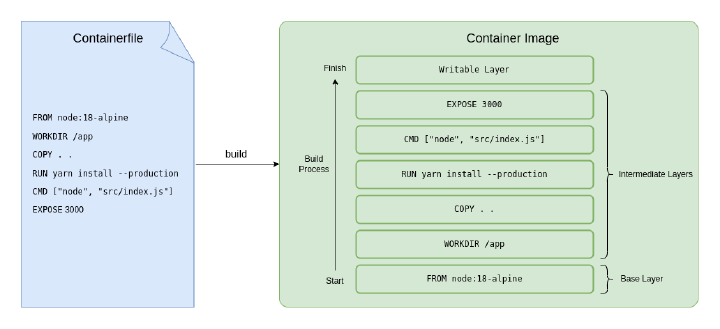 Containerfile
FROM node:18-alpine
WORKDIR /app
COPY . .
RUN yarn install --production
CMD ["node", "src/index.js"]
EXPOSE 3000
build
Container Image
Finish
Build
Process
Start
Writable Layer
EXPOSE 3000
CMD ["node", "src/index.js"]
RUN yarn install --production
COPY . .
WORKDIR /app
FROM node:18-alpine
Intermediate Layers
Base Layer